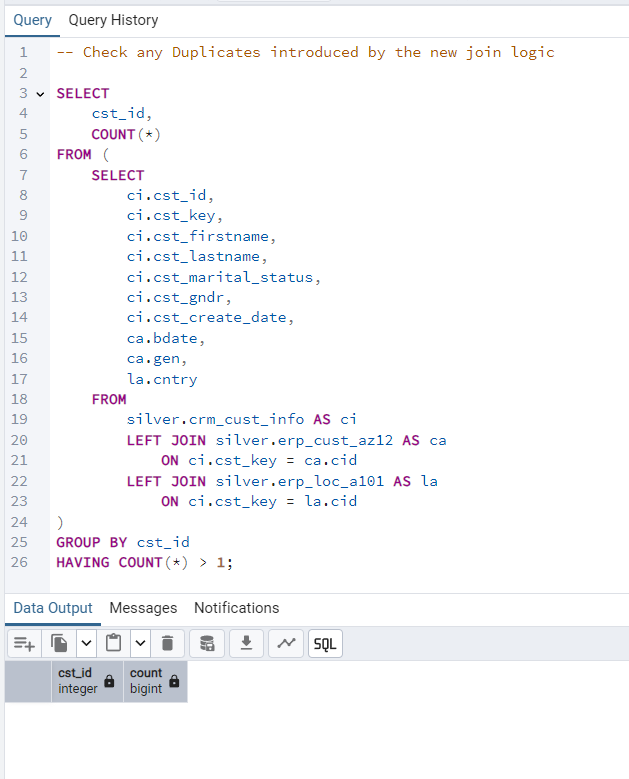 Query Query History
1 -- Check any Duplicates introduced by the new join logic
2
3 SELECT
4 cst_id,
5 COUNT(*)
6 FROM (
7 SELECT
8 ci.cst_id,
9 ci.cst_key,
10 ci.cst_firstname,
11 ci.cst_lastname,
12 ci.cst_marital_status,
13 ci.cst_gndr,
14 ci.cst_create_date,
15 ca.bdate,
16 ca.gen,
17 la.cntry
18 FROM
19 silver.crm_cust_info AS ci
20 LEFT JOIN silver.erp_cust_az12 AS ca
21 ON ci.cst_key = ca.cid
22 LEFT JOIN silver.erp_loc_a101 AS la
23 ON ci.cst_key = la.cid
24 )
25 GROUP BY cst_id
26 HAVING COUNT(*) > 1;
Data Output Messages Notifications
SQL
cst_id count
integer bigint